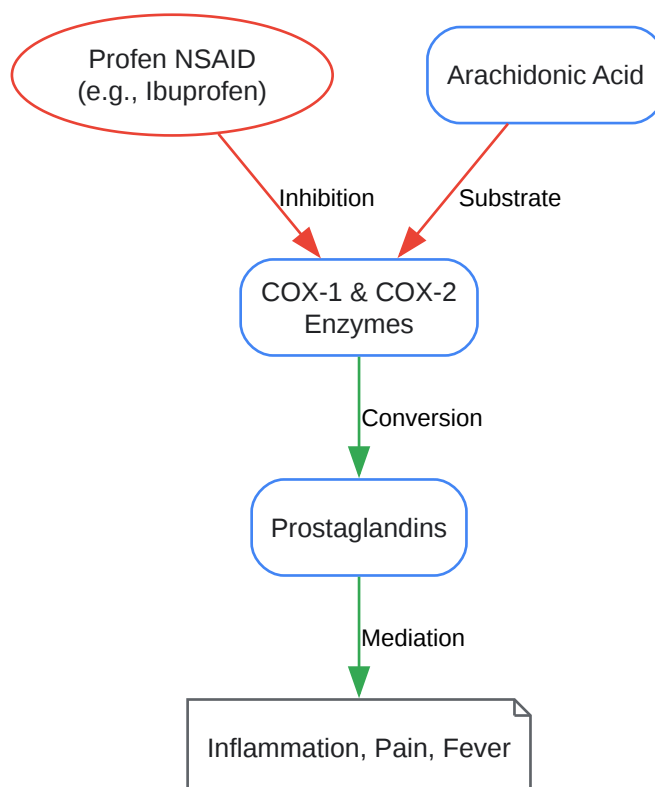 Profen NSAID
(e.g., Ibuprofen)
Arachidonic Acid
Inhibition
Substrate
COX-1 & COX-2
Enzymes
Conversion
Prostaglandins
Mediation
Inflammation, Pain, Fever